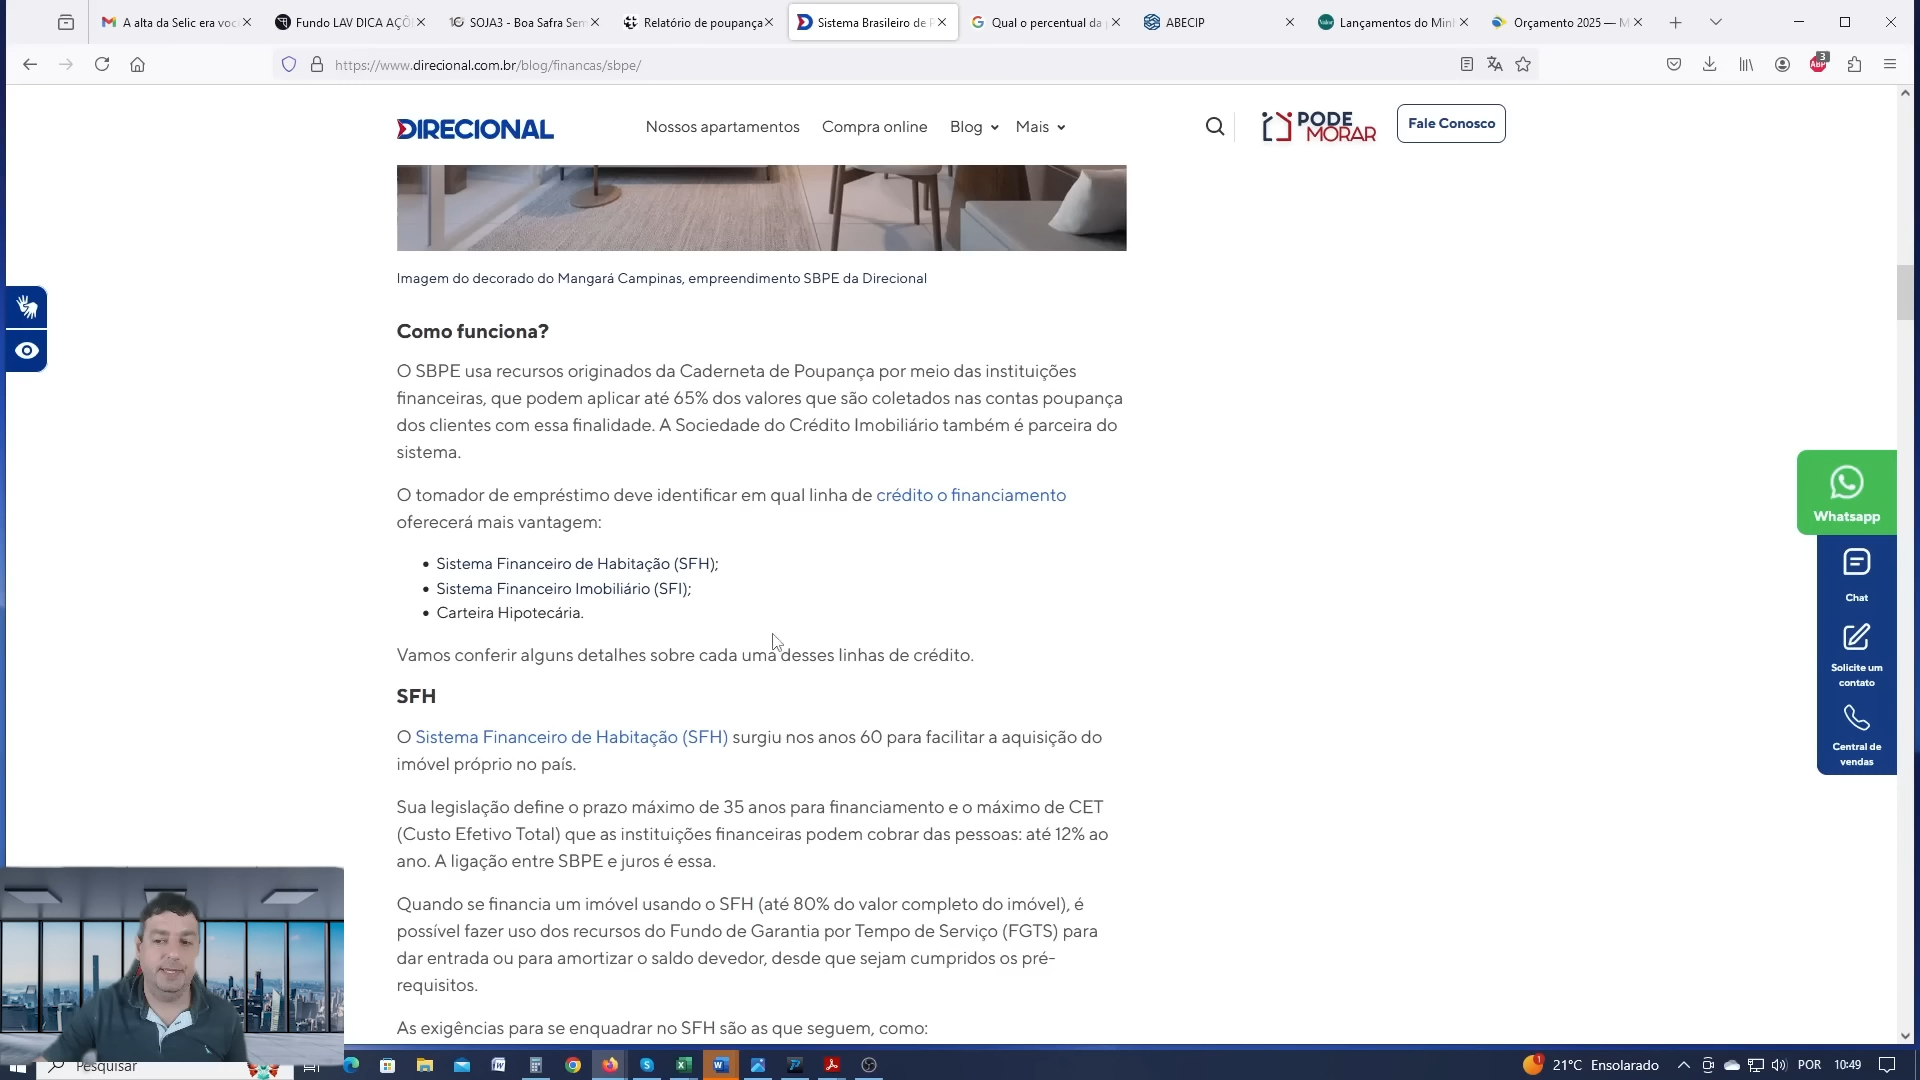 A alta da Selic era voc
Fundo LAV DICA AÇÕ
SOJA3 - Boa Safra Sem
Relatório de poupança
Sistema Brasileiro de P
Qual o percentual da p
ABECIP
Lançamentos do Mini
Orçamento 2025 — M
https://www.direcional.com.br/blog/financas/sbpe/
ABP
3
DIRECIONAL
Nossos apartamentos
Compra online
Blog
Mais
PODE
MORAR
Fale Conosco
Imagem do decorado do Mangará Campinas, empreendimento SBPE da Direcional
Como funciona?
O SBPE usa recursos originados da Caderneta de Poupança por meio das instituições
financeiras, que podem aplicar até 65% dos valores que são coletados nas contas poupança
dos clientes com essa finalidade. A Sociedade do Crédito Imobiliário também é parceira do
sistema.
O tomador de empréstimo deve identificar em qual linha de crédito o financiamento
oferecerá mais vantagem:
• Sistema Financeiro de Habitação (SFH);
• Sistema Financeiro Imobiliário (SFI);
• Carteira Hipotecária.
Vamos conferir alguns detalhes sobre cada uma desses linhas de crédito.
SFH
O Sistema Financeiro de Habitação (SFH) surgiu nos anos 60 para facilitar a aquisição do
imóvel próprio no país.
Sua legislação define o prazo máximo de 35 anos para financiamento e o máximo de CET
(Custo Efetivo Total) que as instituições financeiras podem cobrar das pessoas: até 12% ao
ano. A ligação entre SBPE e juros é essa.
Quando se financia um imóvel usando o SFH (até 80% do valor completo do imóvel), é
possível fazer uso dos recursos do Fundo de Garantia por Tempo de Serviço (FGTS) para
dar entrada ou para amortizar o saldo devedor, desde que sejam cumpridos os pré-
requisitos.
As exigências para se enquadrar no SFH são as que seguem, como:
Whatsapp
Chat
Solicite um
contato
Central de
vendas
Pesquisar
21°C Ensolarado
POR
10:49